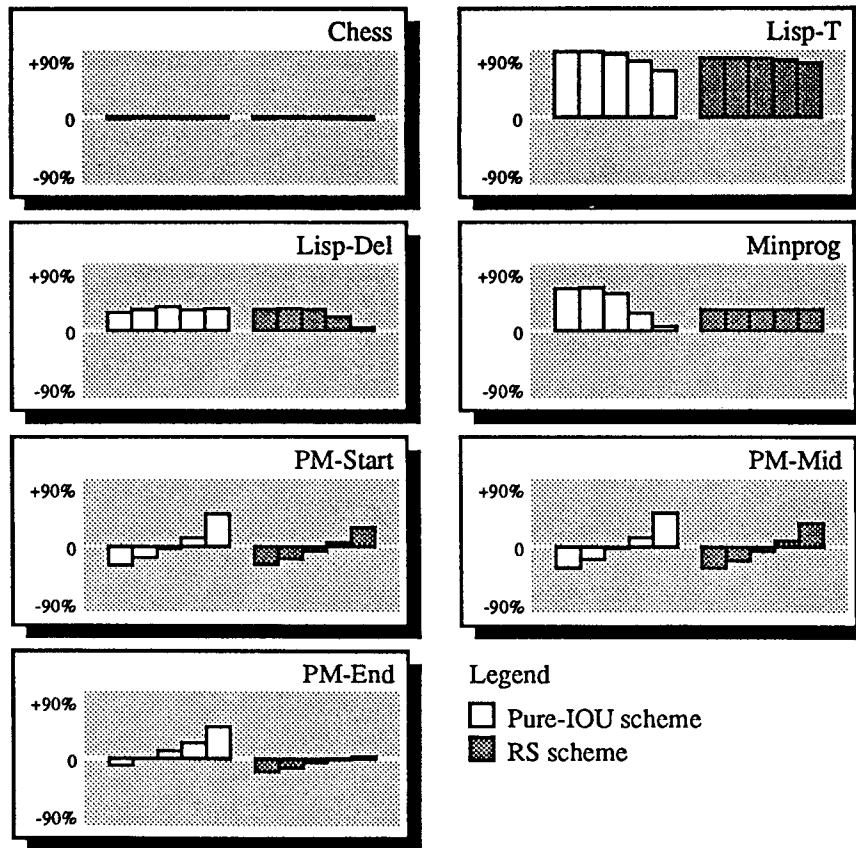 Chess
+90%
0
-90%
Lisp-T
+90%
0
-90%
Lisp-Del
+90%
0
-90%
Minprog
+90%
0
-90%
PM-Start
+90%
0
-90%
PM-Mid
+90%
0
-90%
PM-End
+90%
0
-90%
Legend
Pure-IOU scheme
RS scheme